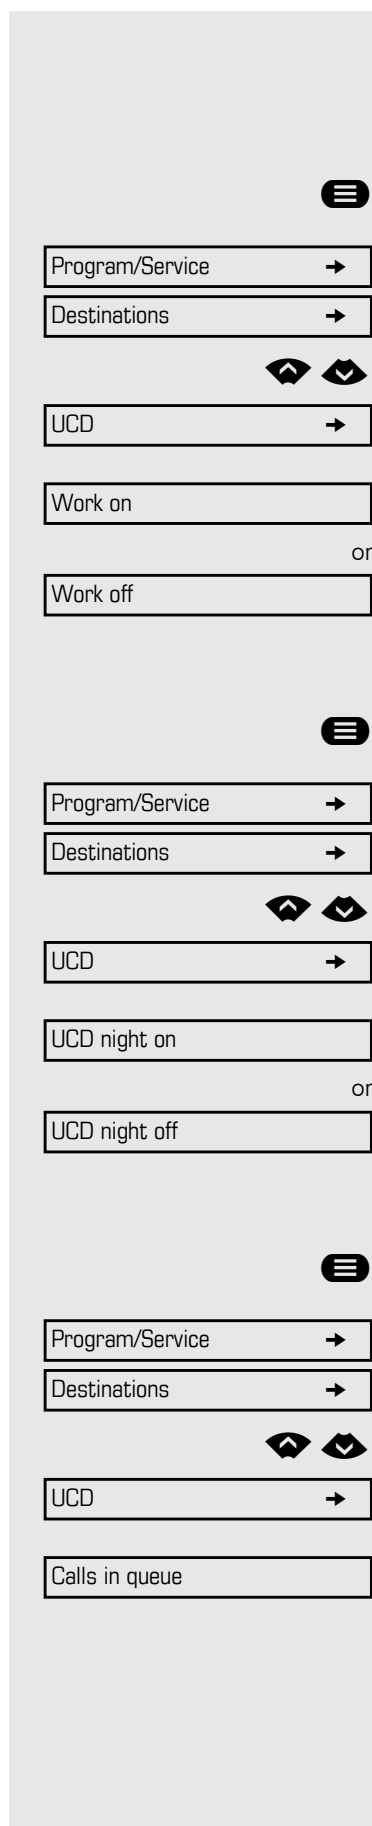 Program/Service
Destinations
UCD
Work on
or
Work off
Program/Service
Destinations
UCD
UCD night on
or
UCD night off
Program/Service
Destinations
UCD
Calls in queue